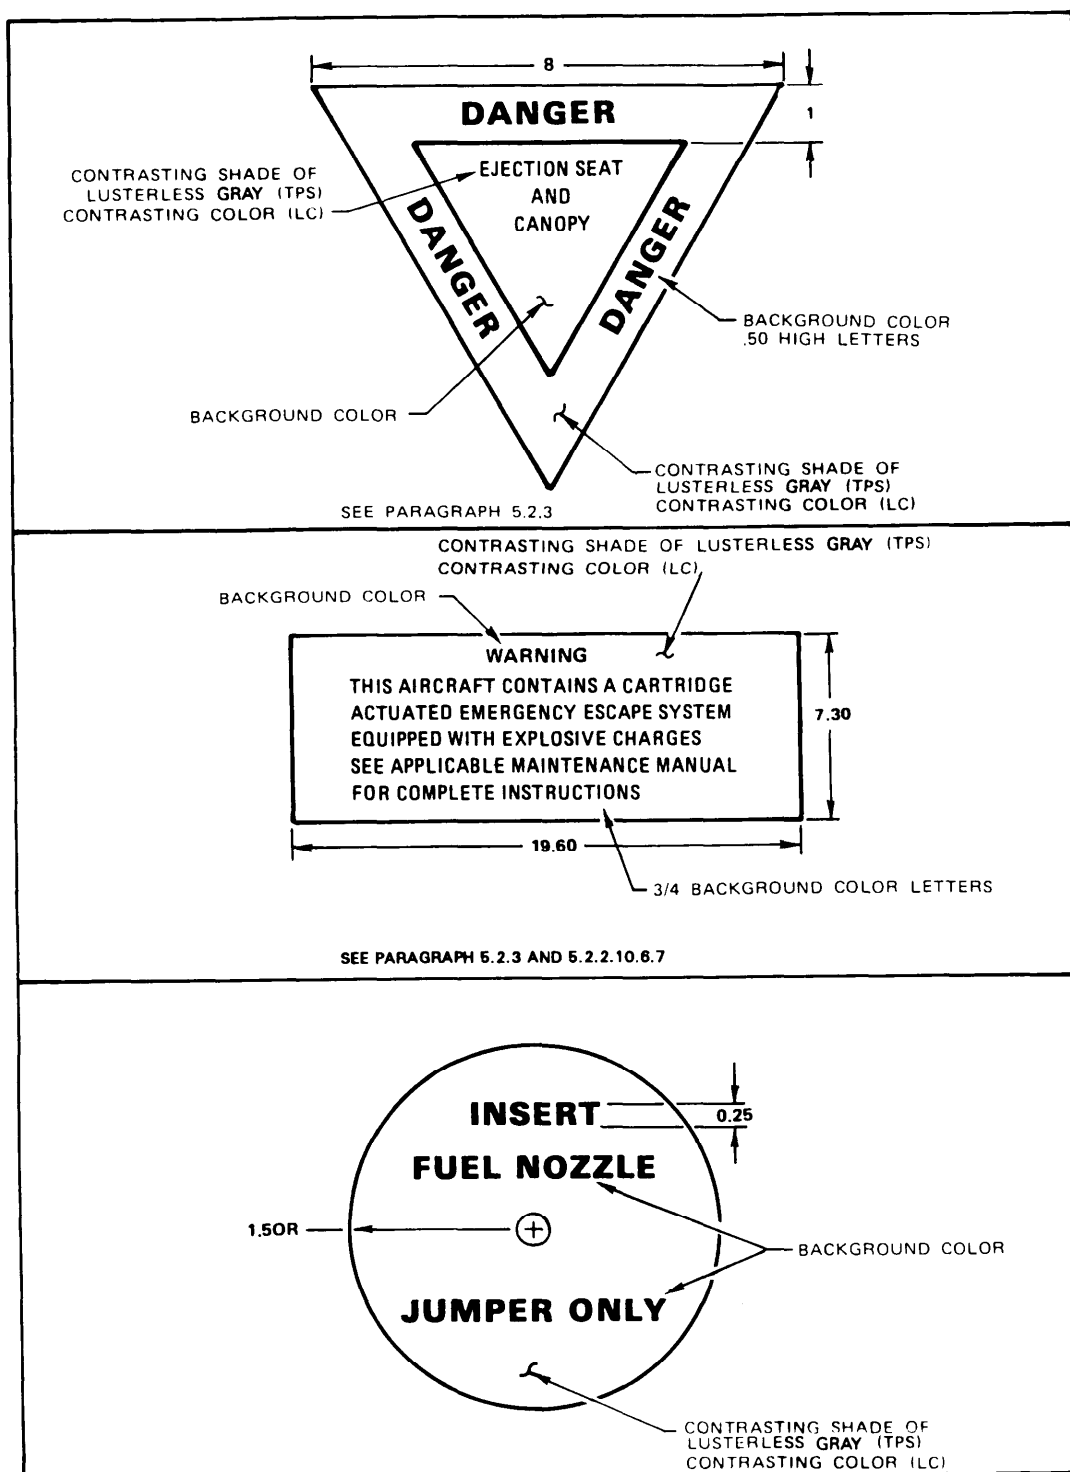 8
DANGER
1
CONTRASTING SHADE OF
LUSTERLESS GRAY (TPS)
CONTRASTING COLOR (LC)
EJECTION SEAT
AND
CANOPY
DANGER
DANGER
BACKGROUND COLOR
.50 HIGH LETTERS
BACKGROUND COLOR
CONTRASTING SHADE OF
LUSTERLESS GRAY (TPS)
CONTRASTING COLOR (LC)
SEE PARAGRAPH 5.2.3
CONTRASTING SHADE OF LUSTERLESS GRAY (TPS)
CONTRASTING COLOR (LC)
BACKGROUND COLOR
WARNING
THIS AIRCRAFT CONTAINS A CARTRIDGE
ACTUATED EMERGENCY ESCAPE SYSTEM
EQUIPPED WITH EXPLOSIVE CHARGES
SEE APPLICABLE MAINTENANCE MANUAL
FOR COMPLETE INSTRUCTIONS
7.30
19.60
3/4 BACKGROUND COLOR LETTERS
SEE PARAGRAPH 5.2.3 AND 5.2.2.10.6.7
INSERT
0.25
FUEL NOZZLE
1.50R
BACKGROUND COLOR
JUMPER ONLY
CONTRASTING SHADE OF
LUSTERLESS GRAY (TPS)
CONTRASTING COLOR (LC)